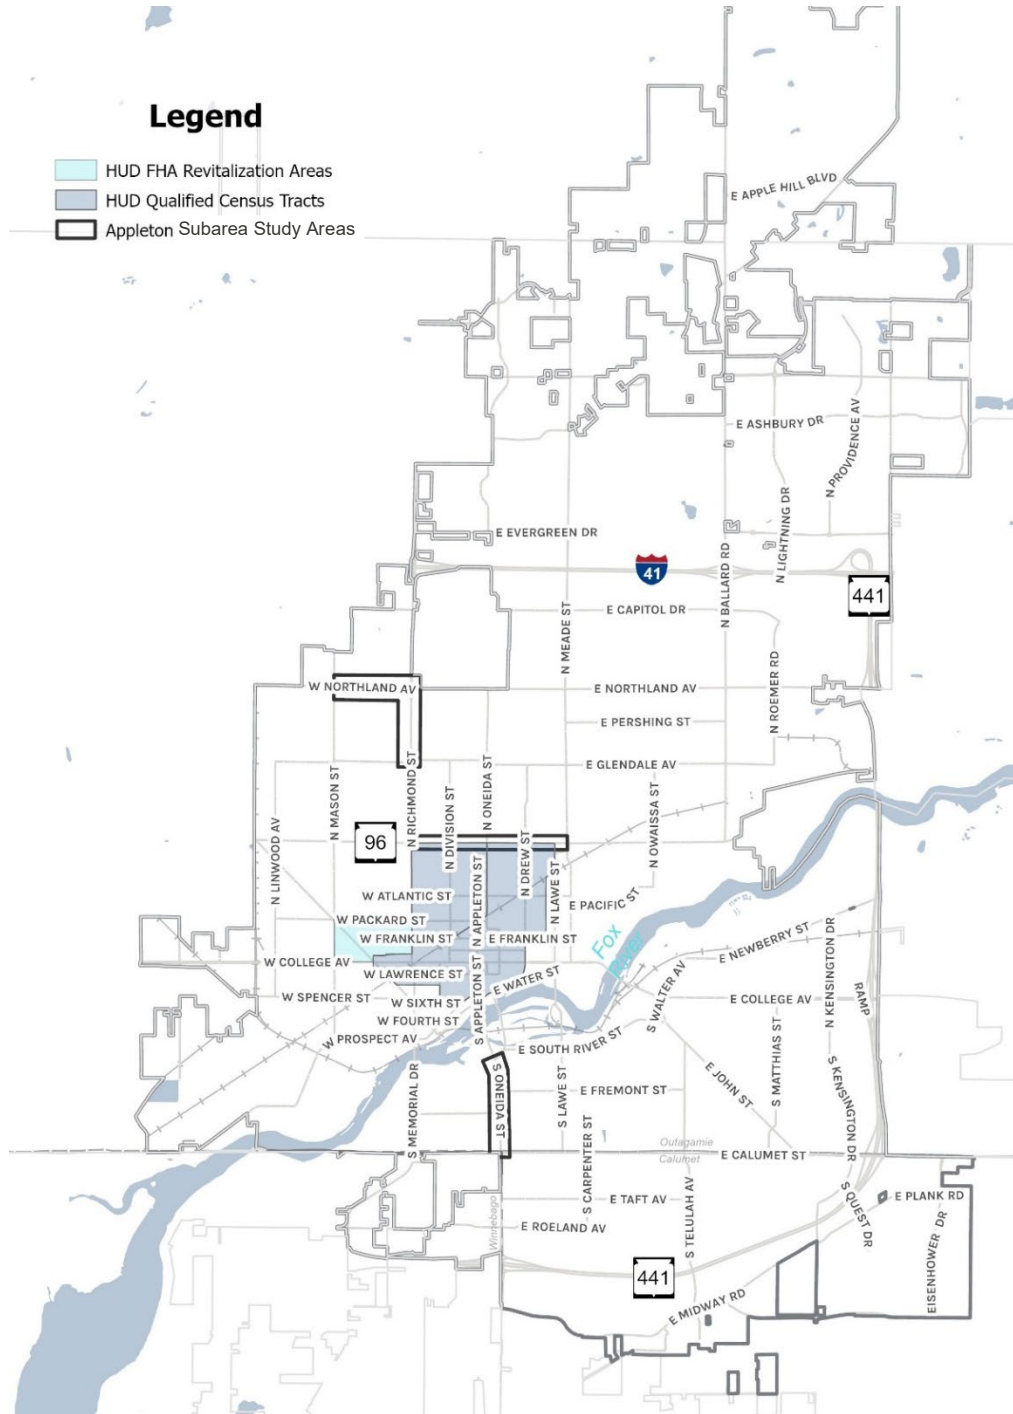 Legend
HUD FHA Revitalization Areas
HUD Qualified Census Tracts
Appleton Subarea Study Areas
E APPLE HILL BLVD
E ASHBURY DR
N PROVIDENCE AV
N LIGHTNING DR
E EVERGREEN DR
N BALLARD RD
41
441
E CAPITOL DR
N MEADE ST
N ROEMER RD
W NORTHLAND AV
E NORTHLAND AV
E PERSHING ST
N RICHMOND ST
E GLENDALE AV
N MASON ST
N ONEIDA ST
N DIVISION ST
N OWAISSA ST
N LINWOOD AV
96
N DREW ST
N APPLETON ST
N LAWE ST
W ATLANTIC ST
E PACIFIC ST
W PACKARD ST
W FRANKLIN ST
E FRANKLIN ST
Fox
River
E NEWBERRY ST
W COLLEGE AV
W LAWRENCE ST
E WATER ST
S WALTER AV
N KENSINGTON DR
RAMP
W SPENCER ST
W SIXTH ST
S APPLETON ST
E COLLEGE AV
W FOURTH ST
W PROSPECT AV
E SOUTH RIVER ST
S MATTHIAS ST
S ONEIDA ST
E FREMONT ST
E JOHN ST
S MEMORIAL DR
S LAWE ST
S KENSINGTON DR
Outagamie
Calumet
E CALUMET ST
S CARPENTER ST
E TAFT AV
S TELULAH AV
S QUEST DR
E PLANK RD
Winnebago
E ROELAND AV
EISENHOWER DR
441
E MIDWAY RD